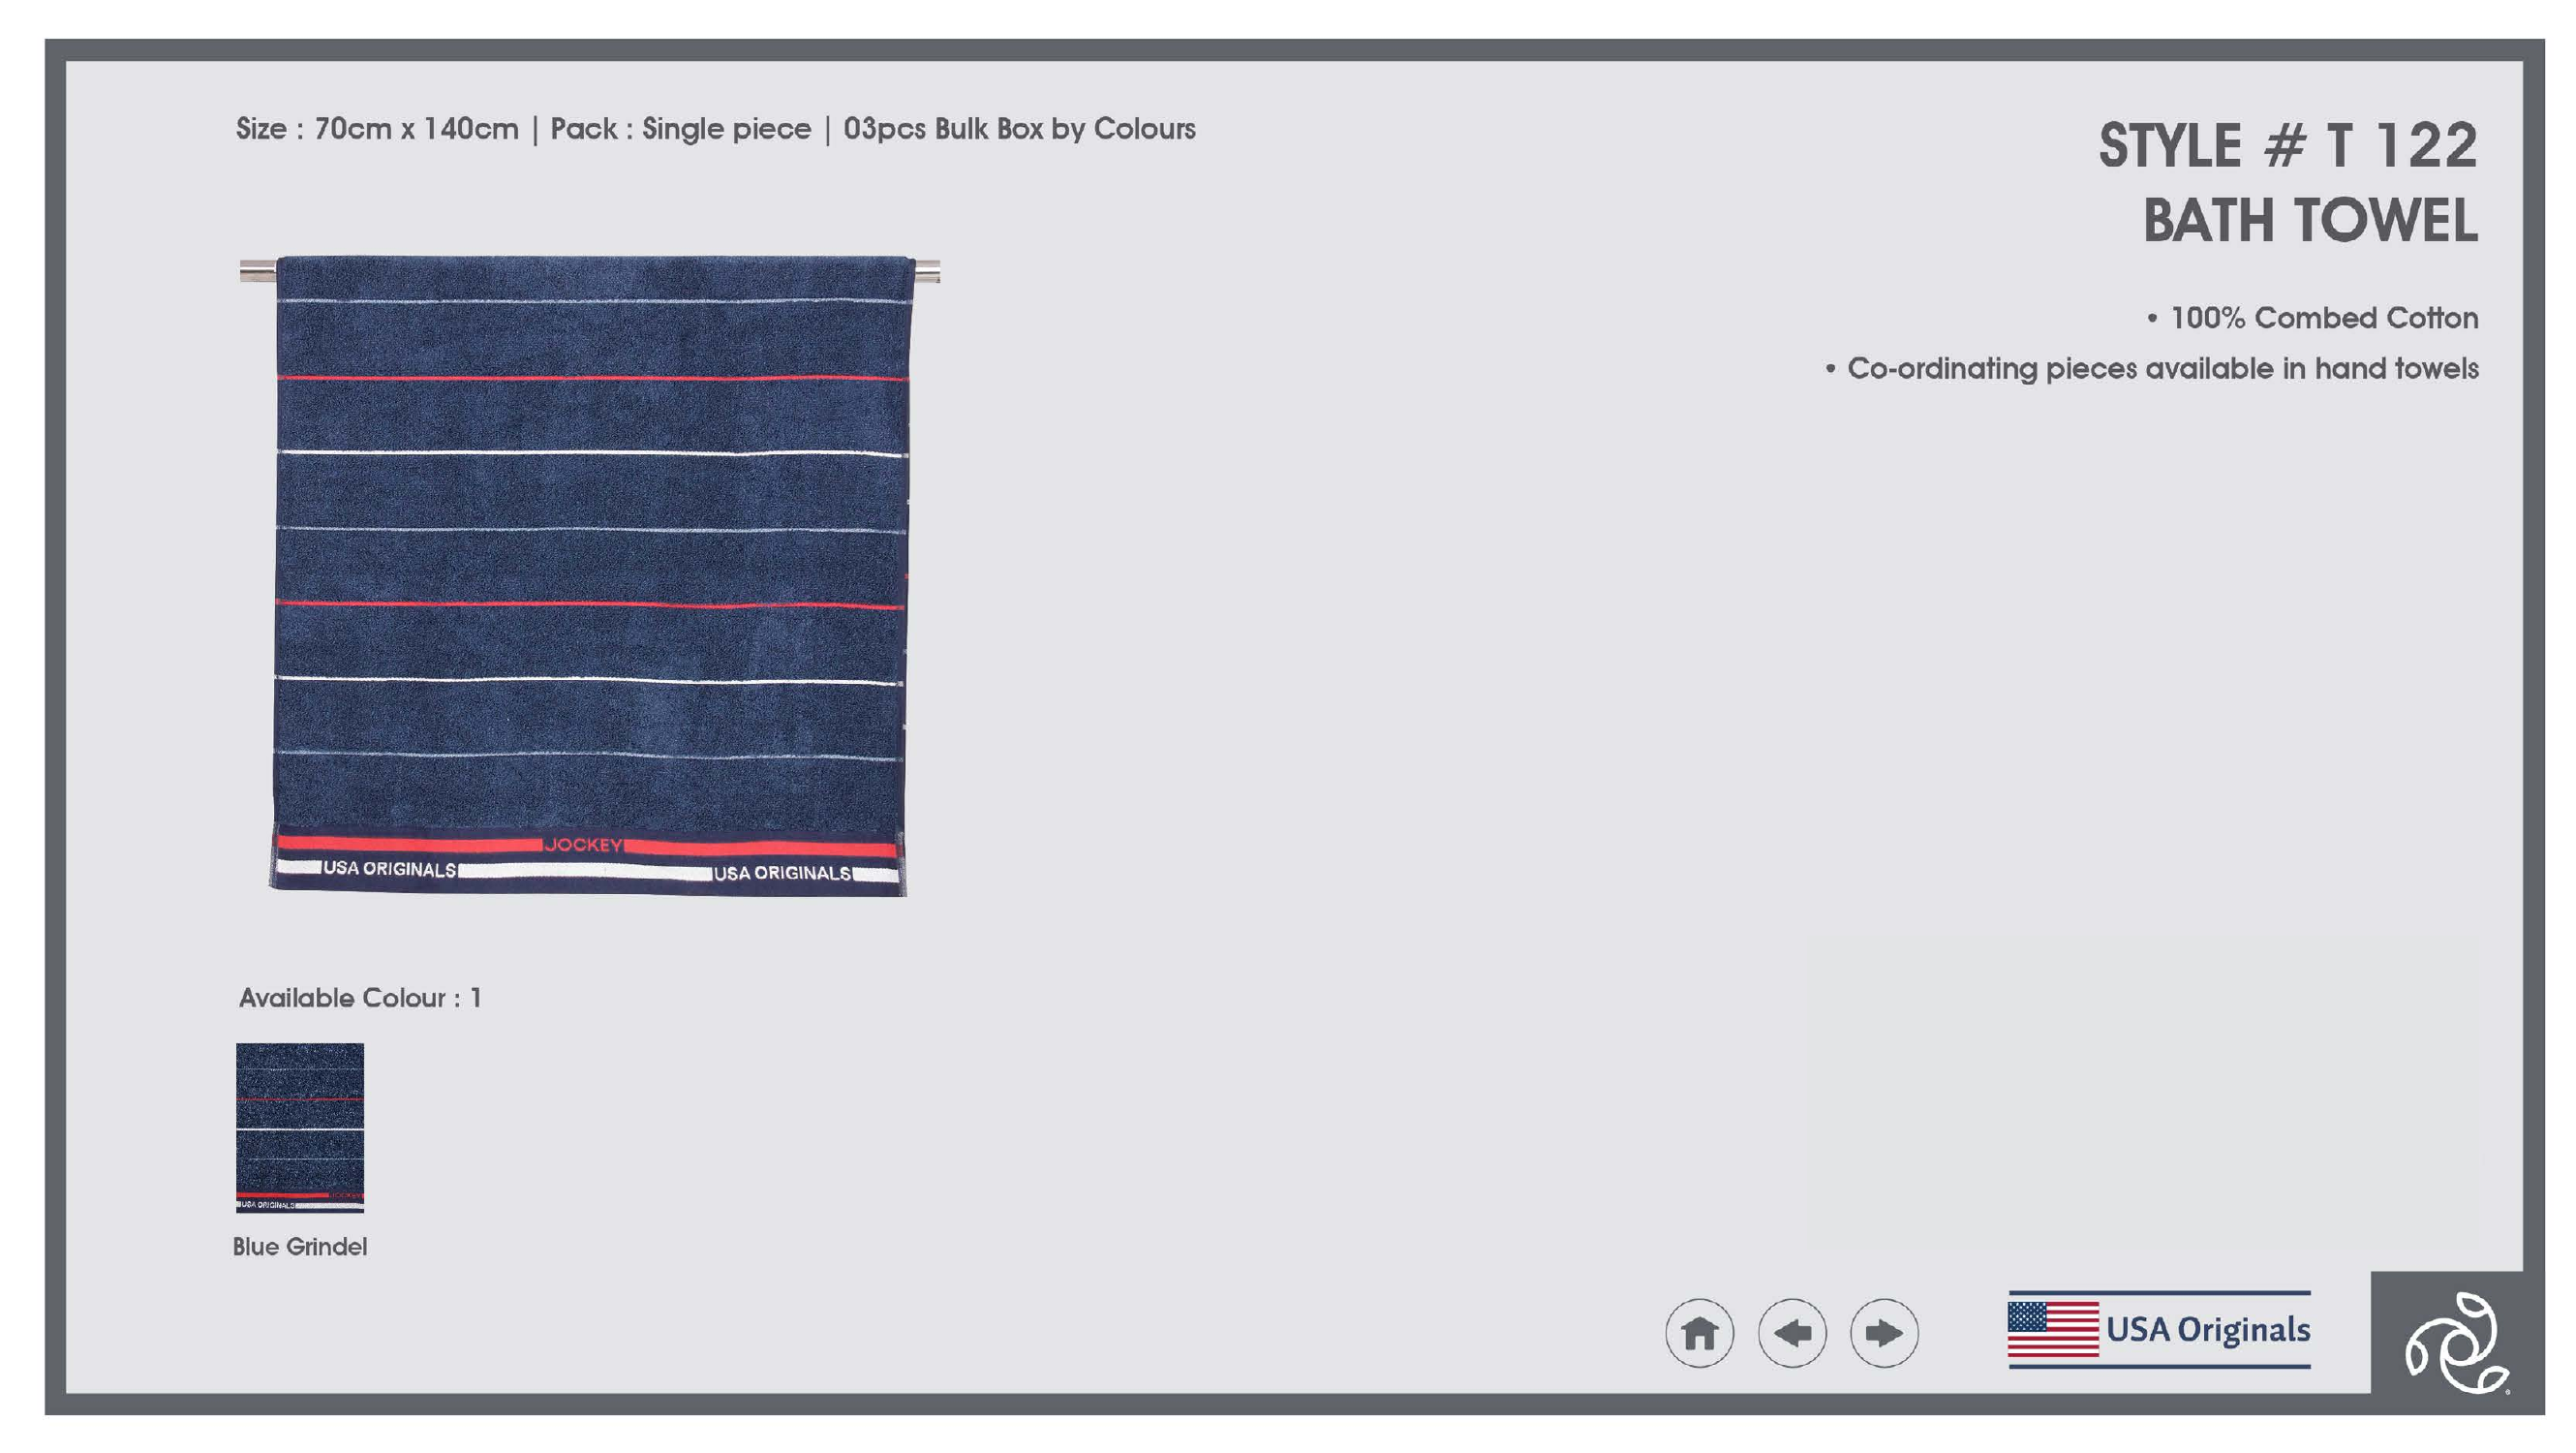 Size : 70cm x 140cm | Pack : Single piece | 03pcs Bulk Box by Colours
STYLE # T 122
BATH TOWEL
• 100% Combed Cotton
• Co-ordinating pieces available in hand towels
JOCKEY
USA ORIGINALS USA ORIGINALS
Available Colour : 1
USA ORIGINALS
Blue Grindel
USA Originals